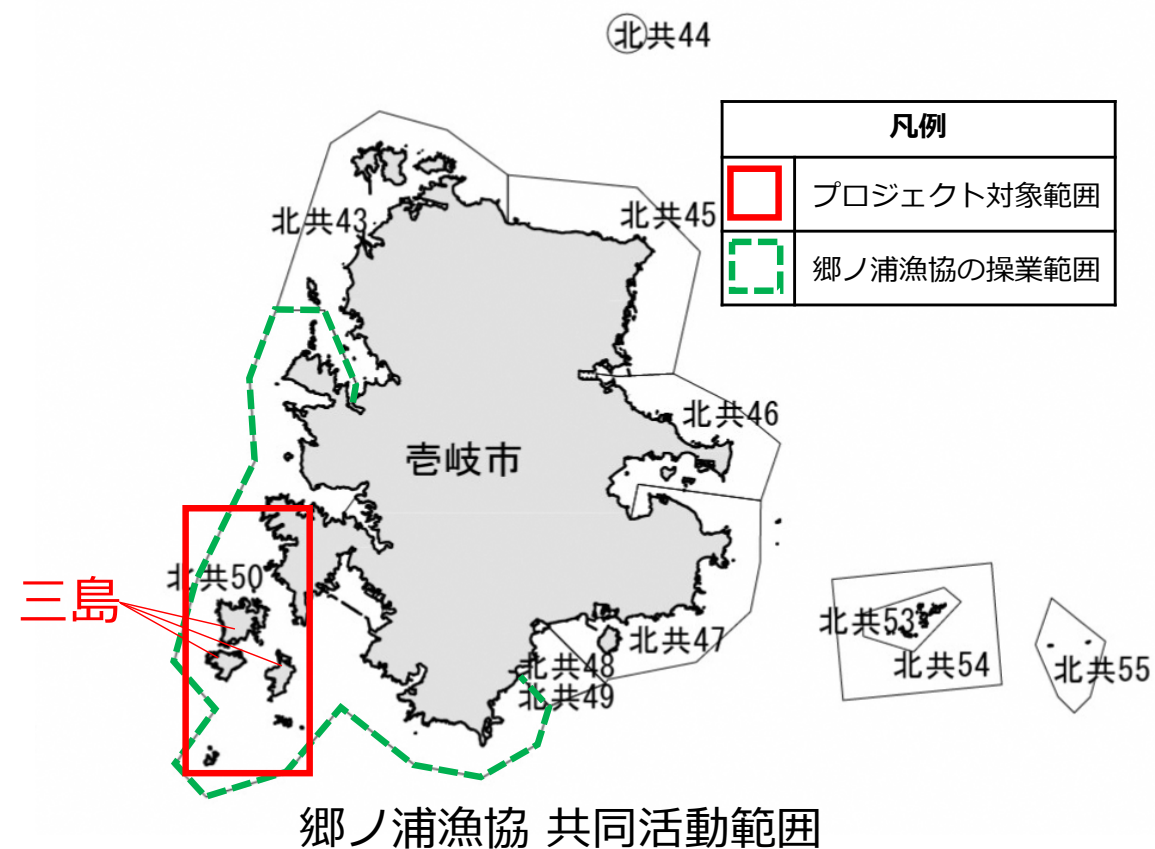 北共44
凡例
プロジェクト対象範囲
郷ノ浦漁協の操業範囲
北共43
北共45
北共46
壱岐市
北共50
三島
北共47
北共48
北共49
北共53
北共54
北共55
郷ノ浦漁協 共同活動範囲